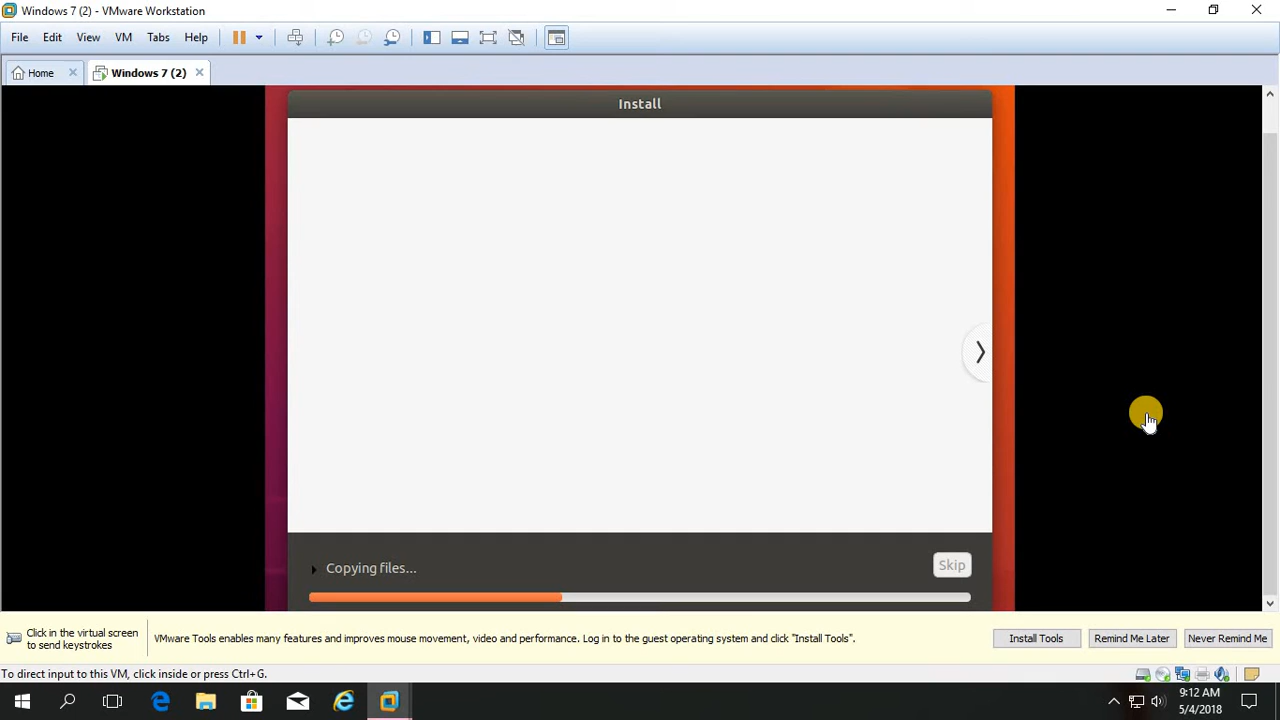 Windows 7 (2) - VMware Workstation
File Edit View VM Tabs Help
Home Windows 7 (2)
Install
Copying files...
Skip
Click in the virtual screen
to send keystrokes
VMware Tools enables many features and improves mouse movement, video and performance. Log in to the guest operating system and click "Install Tools".
Install Tools Remind Me Later Never Remind Me
To direct input to this VM, click inside or press Ctrl+G.
9:12 AM
5/4/2018